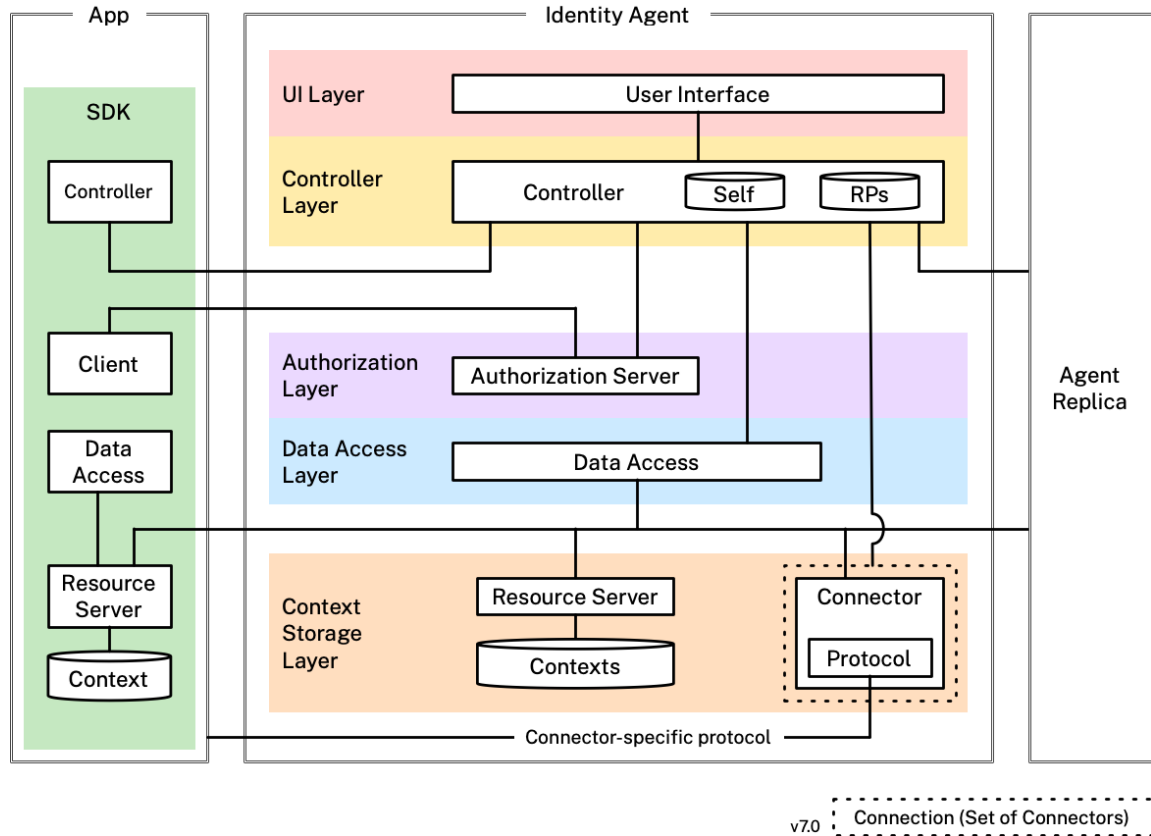 App
Identity Agent
SDK
UI Layer
User Interface
Controller
Controller
Layer
Controller
Self
RPs
Client
Authorization
Layer
Authorization Server
Agent
Replica
Data
Access
Data Access
Layer
Data Access
Resource
Server
Context
Context
Storage
Layer
Resource Server
Contexts
Connector
Protocol
Connector-specific protocol
v7.0
Connection (Set of Connectors)